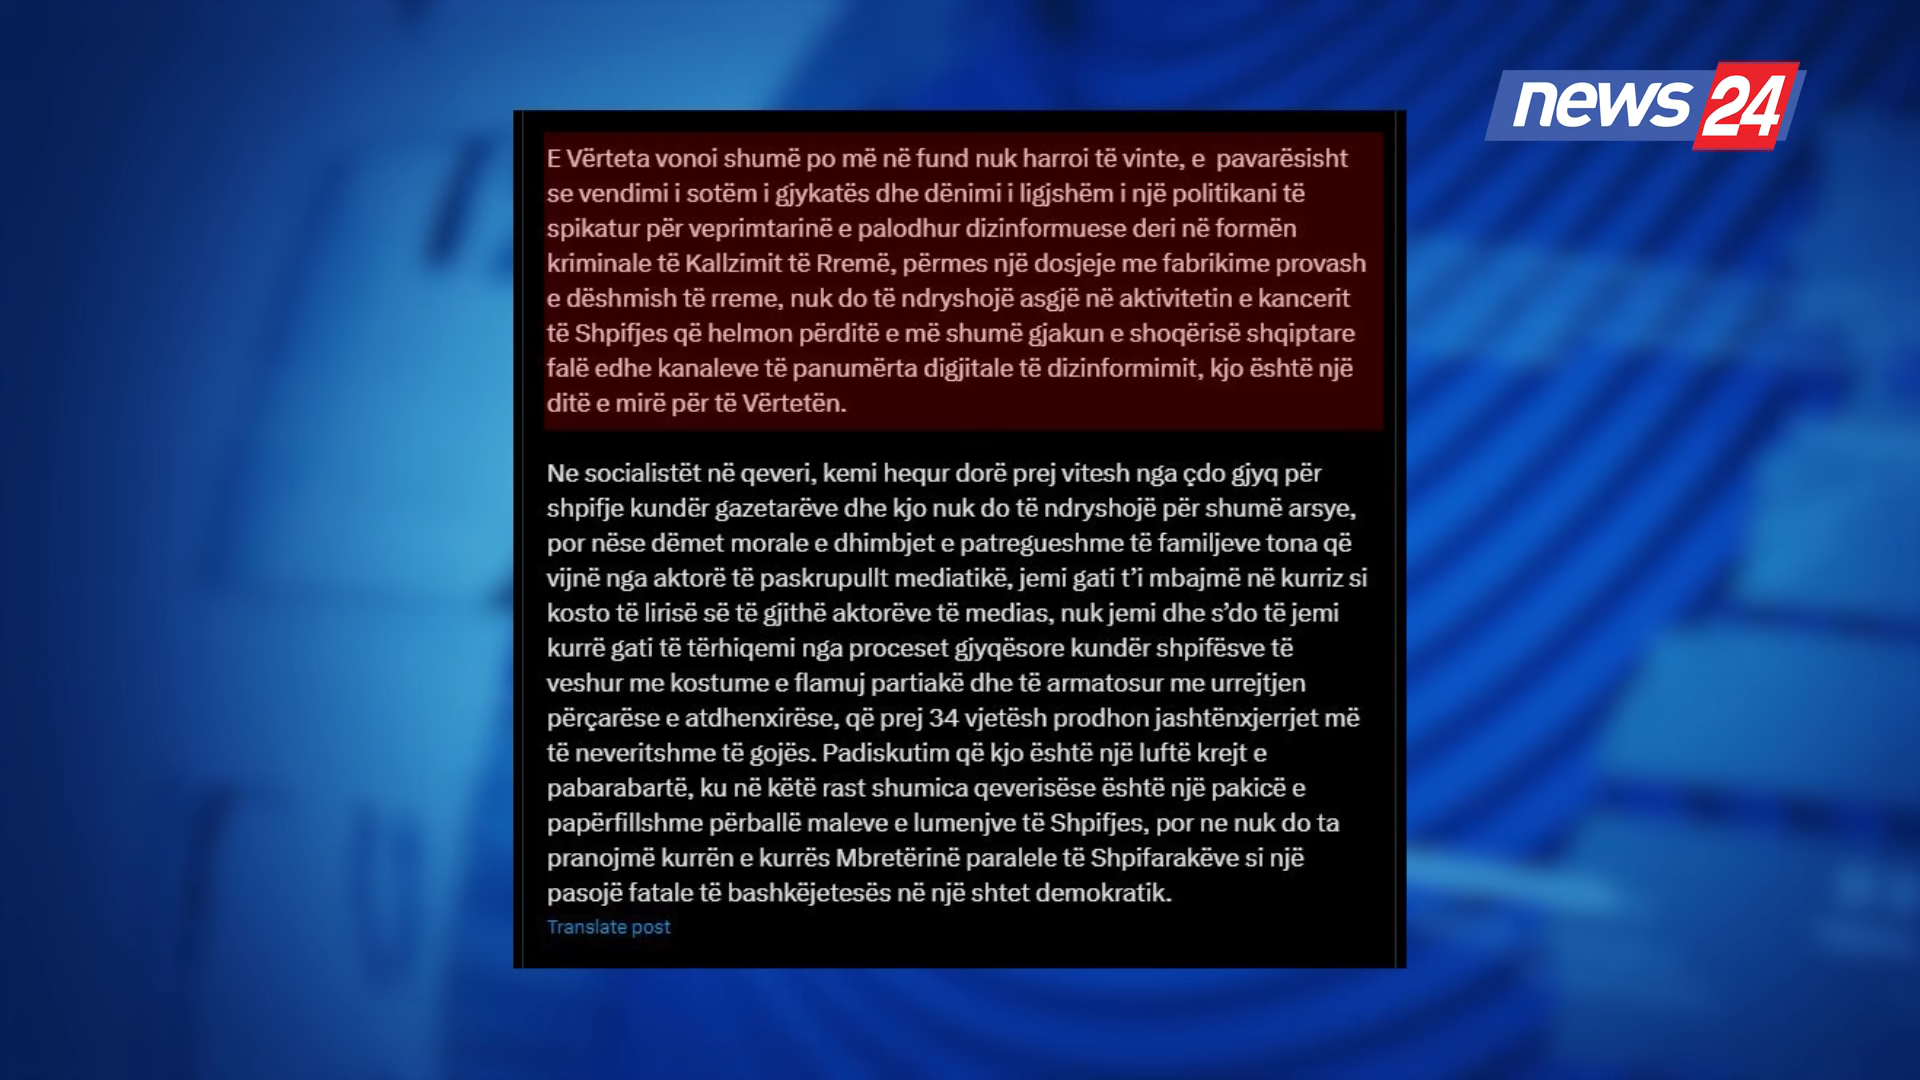 news 24
E Vërteta vonoi shumë po më në fund nuk harroi të vinte, e pavarësisht
se vendimi i sotëm i gjykatës dhe dënimi i ligjshëm i një politikani të
spikatur për veprimtarinë e palodhur dizinformuese deri në formën
kriminale të Kallzimit të Rremë, përmes një dosjeje me fabrikime provash
e dëshmish të rreme, nuk do të ndryshojë asgjë në aktivitetin e kancerit
të Shpifjes që helmon përditë e më shumë gjakun e shoqërisë shqiptare
falë edhe kanaleve të panumërta digjitale të dizinformimit, kjo është një
ditë e mirë për të Vërtetën.
Ne socialistët në qeveri, kemi hequr dorë prej vitesh nga çdo gjyq për
shpifje kundër gazetarëve dhe kjo nuk do të ndryshojë për shumë arsye,
por nëse dëmet morale e dhimbjet e patregueshme të familjeve tona që
vijnë nga aktorë të paskrupullt mediatikë, jemi gati t’i mbajmë në kurriz si
kosto të lirisë së të gjithë aktorëve të medias, nuk jemi dhe s’do të jemi
kurrë gati të tërhiqemi nga proceset gjyqësore kundër shpifësve të
veshur me kostume e flamuj partiakë dhe të armatosur me urrejtjen
përçarëse e atdhenxirëse, që prej 34 vjetësh prodhon jashtënxjerrjet më
të neveritshme të gojës. Padiskutim që kjo është një luftë krejt e
pabarabartë, ku në këtë rast shumica qeverisëse është një pakicë e
papërfillshme përballë maleve e lumenjve të Shpifjes, por ne nuk do ta
pranojmë kurrën e kurrës Mbretërinë paralele të Shpifarakëve si një
pasojë fatale të bashkëjetesës në një shtet demokratik.
Translate post